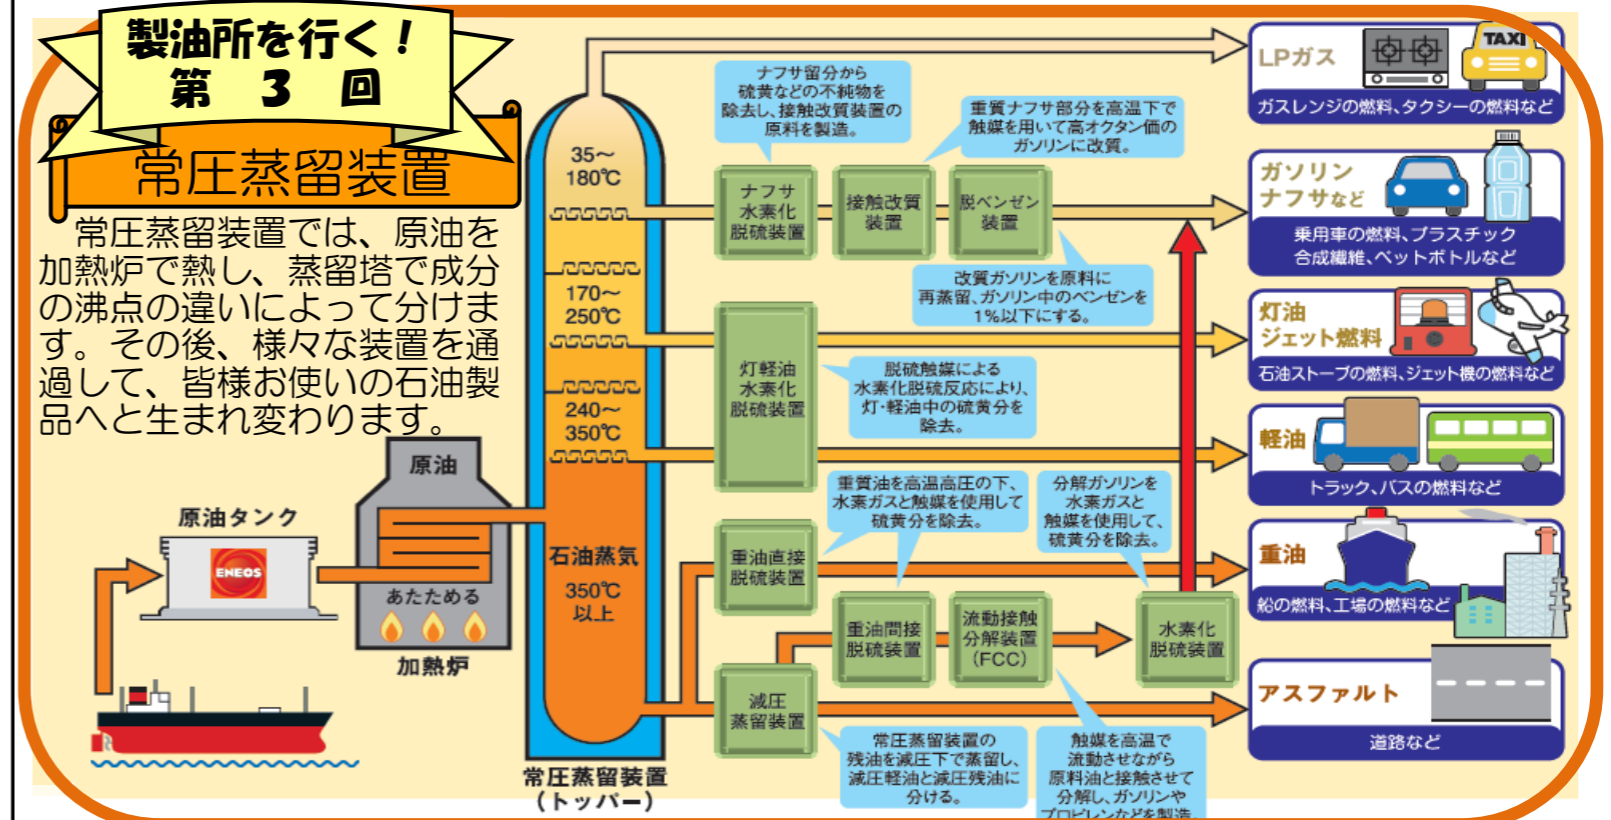 製油所を行く!
第 3 回
常圧蒸留装置
常圧蒸留装置では、原油を
加熱炉で熱し、蒸留塔で成分
の沸点の違いによって分けま
す。その後、様々な装置を通
過して、皆様お使いの石油製
品へと生まれ変わります。
原油タンク
ENEOS
原油
あたためる
加熱炉
35~
180℃
170~
250℃
240~
350℃
石油蒸気
350℃
以上
常圧蒸留装置
(トッパー)
ナフサ留分から
硫黄などの不純物を
除去し、接触改質装置の
原料を製造。
重質ナフサ部分を高温下で
触媒を用いて高オクタン価の
ガソリンに改質。
ナフサ
水素化
脱硫装置
接触改質
装置
脱ベンゼン
装置
改質ガソリンを原料に
再蒸留、ガソリン中のベンゼンを
1%以下にする。
灯軽油
水素化
脱硫装置
脱硫触媒による
水素化脱硫反応により、
灯・軽油中の硫黄分を
除去。
重質油を高温高圧の下、
水素ガスと触媒を使用して
硫黄分を除去。
分解ガソリンを
水素ガスと
触媒を使用して、
硫黄分を除去。
重油直接
脱硫装置
重油間接
脱硫装置
流動接触
分解装置
(FCC)
水素化
脱硫装置
減圧
蒸留装置
常圧蒸留装置の
残油を減圧下で蒸留し、
減圧軽油と減圧残油に
分ける。
触媒を高温で
流動させながら
原料油と接触させて
分解し、ガソリンや
プロピレンなどを製造。
LPガス
TAXI
ガスレンジの燃料、タクシーの燃料など
ガソリン
ナフサなど
乗用車の燃料、プラスチック
合成繊維、ペットボトルなど
灯油
ジェット燃料
石油ストーブの燃料、ジェット機の燃料など
軽油
トラック、バスの燃料など
重油
船の燃料、工場の燃料など
アスファルト
道路など